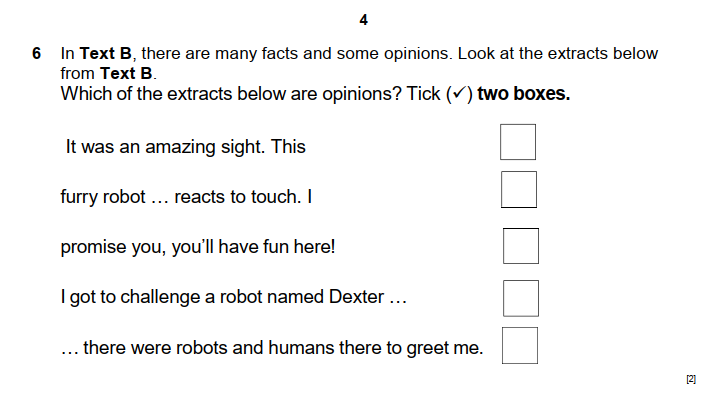 4
6 In Text B, there are many facts and some opinions. Look at the extracts below
from Text B.
Which of the extracts below are opinions? Tick (✓) two boxes.
It was an amazing sight. This
furry robot … reacts to touch. I
promise you, you’ll have fun here!
I got to challenge a robot named Dexter …
… there were robots and humans there to greet me.
[2]